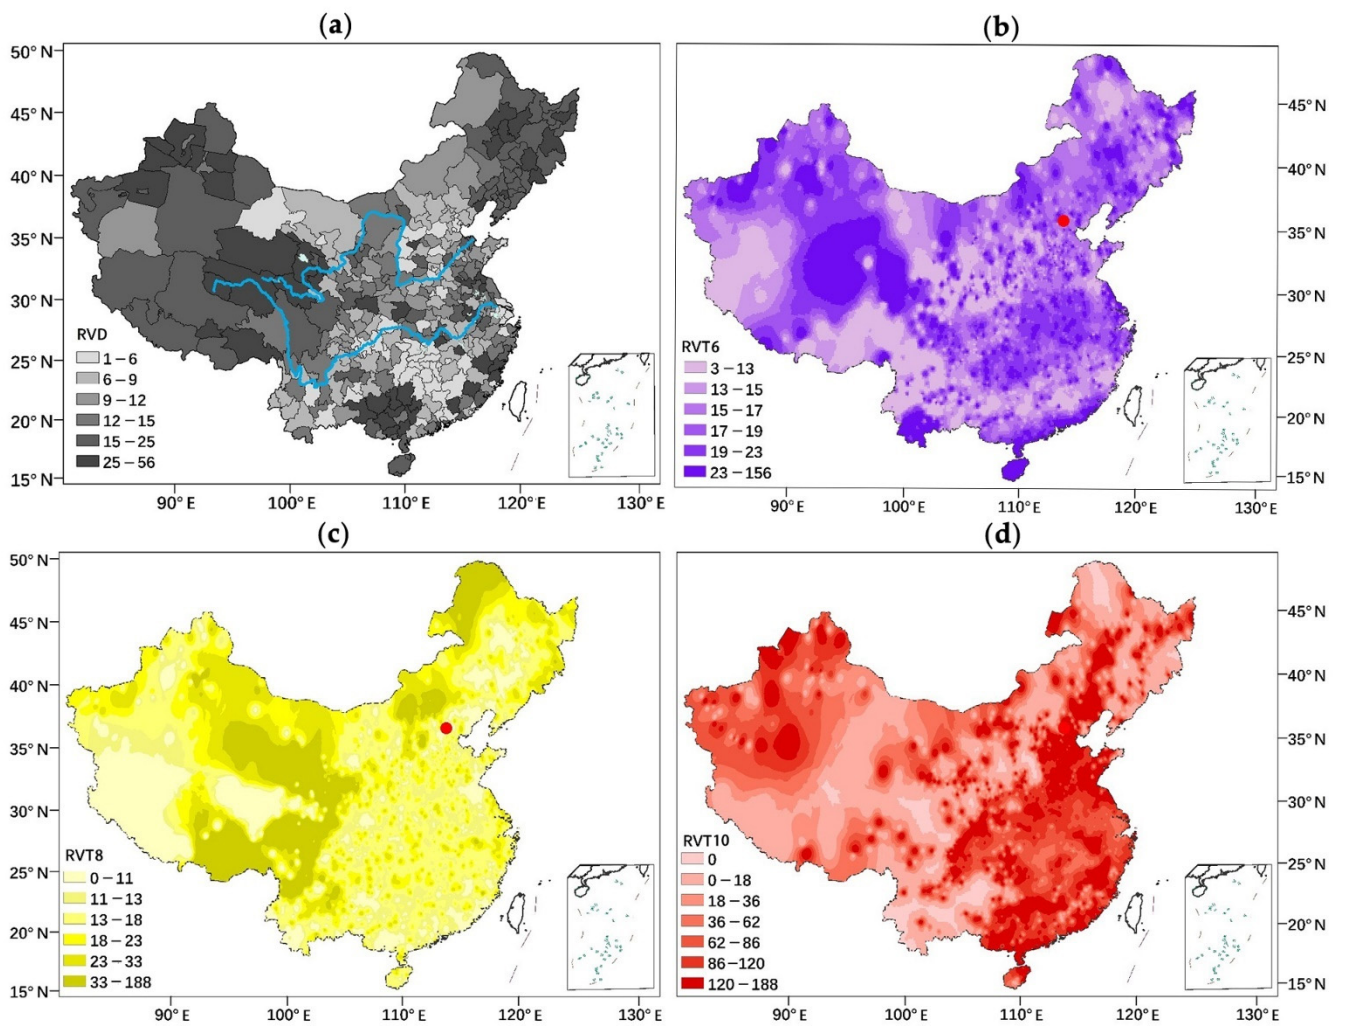 (a)
50° N
45° N
40° N
35° N
30° N
25° N
20° N
15° N
RVD
1 – 6
6 – 9
9 – 12
12 – 15
15 – 25
25 – 56
90° E
100° E
110° E
120° E
130° E
(b)
45° N
40° N
35° N
30° N
25° N
20° N
15° N
RVT6
3 – 13
13 – 15
15 – 17
17 – 19
19 – 23
23 – 156
90° E
100° E
110° E
120° E
130° E
(c)
50° N
45° N
40° N
35° N
30° N
25° N
20° N
15° N
RVT8
0 – 11
11 – 13
13 – 18
18 – 23
23 – 33
33 – 188
90° E
100° E
110° E
120° E
130° E
(d)
45° N
40° N
35° N
30° N
25° N
20° N
15° N
RVT10
0
0 – 18
18 – 36
36 – 62
62 – 86
86 – 120
120 – 188
90° E
100° E
110° E
120° E
130° E